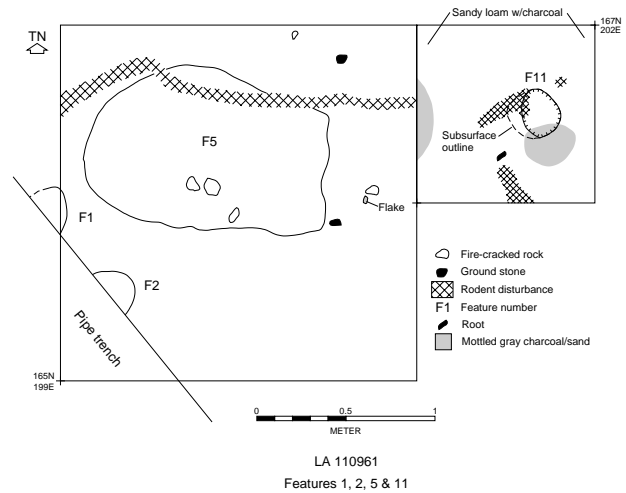 Sandy loam w/charcoal
167N
202E
TN
F11
F5
Subsurface
outline
F1
Flake
F2
Pipe trench
Fire-cracked rock
Ground stone
Rodent disturbance
F1 Feature number
Root
Mottled gray charcoal/sand
165N
199E
0 0.5 1
METER
LA 110961
Features 1, 2, 5 & 11